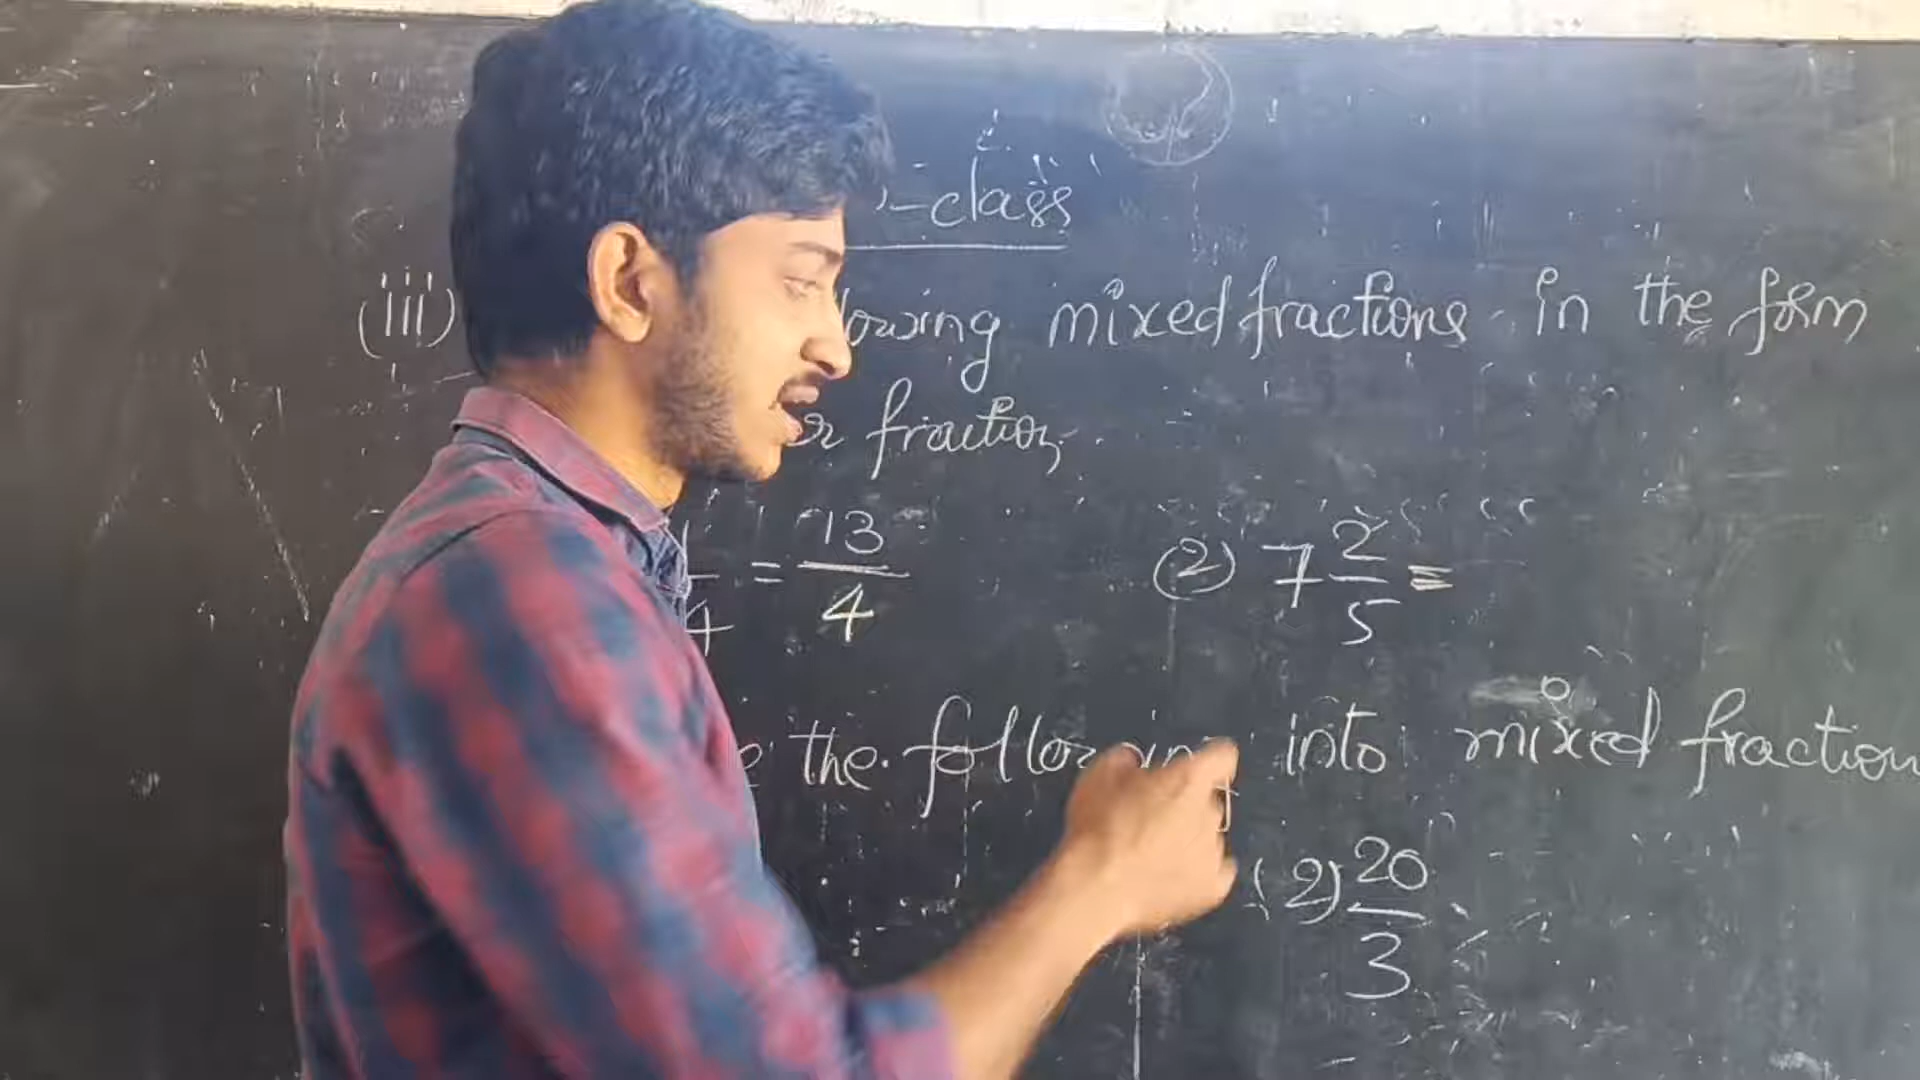 -class
(iii) mixed fractions in the form
fraction
4 = 13/4 (2) 7 2/5 =
the following into mixed fraction
(2) 20/3